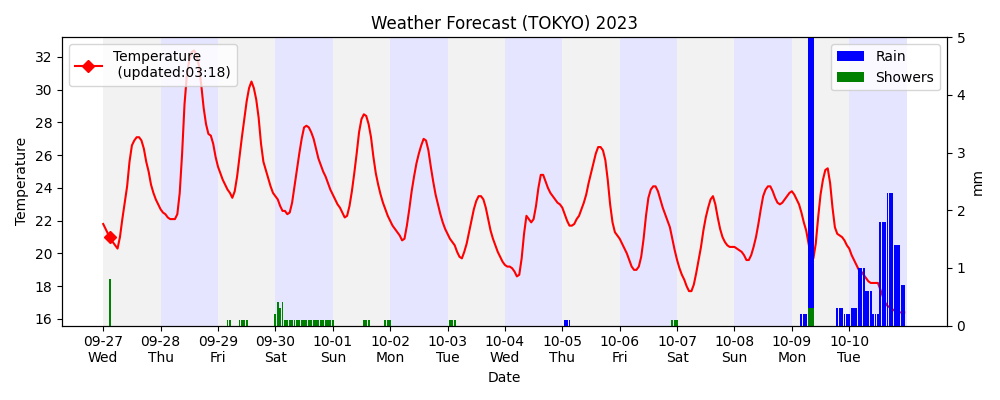 Weather Forecast (TOKYO) 2023
Temperature
(updated:03:18)
Rain
Showers
Temperature
32
30
28
26
24
22
20
18
16
5
4
3
2
1
0
mm
09-27 09-28 09-29 09-30 10-01 10-02 10-03 10-04 10-05 10-06 10-07 10-08 10-09 10-10
Wed Thu Fri Sat Sun Mon Tue Wed Thu Fri Sat Sun Mon Tue
Date